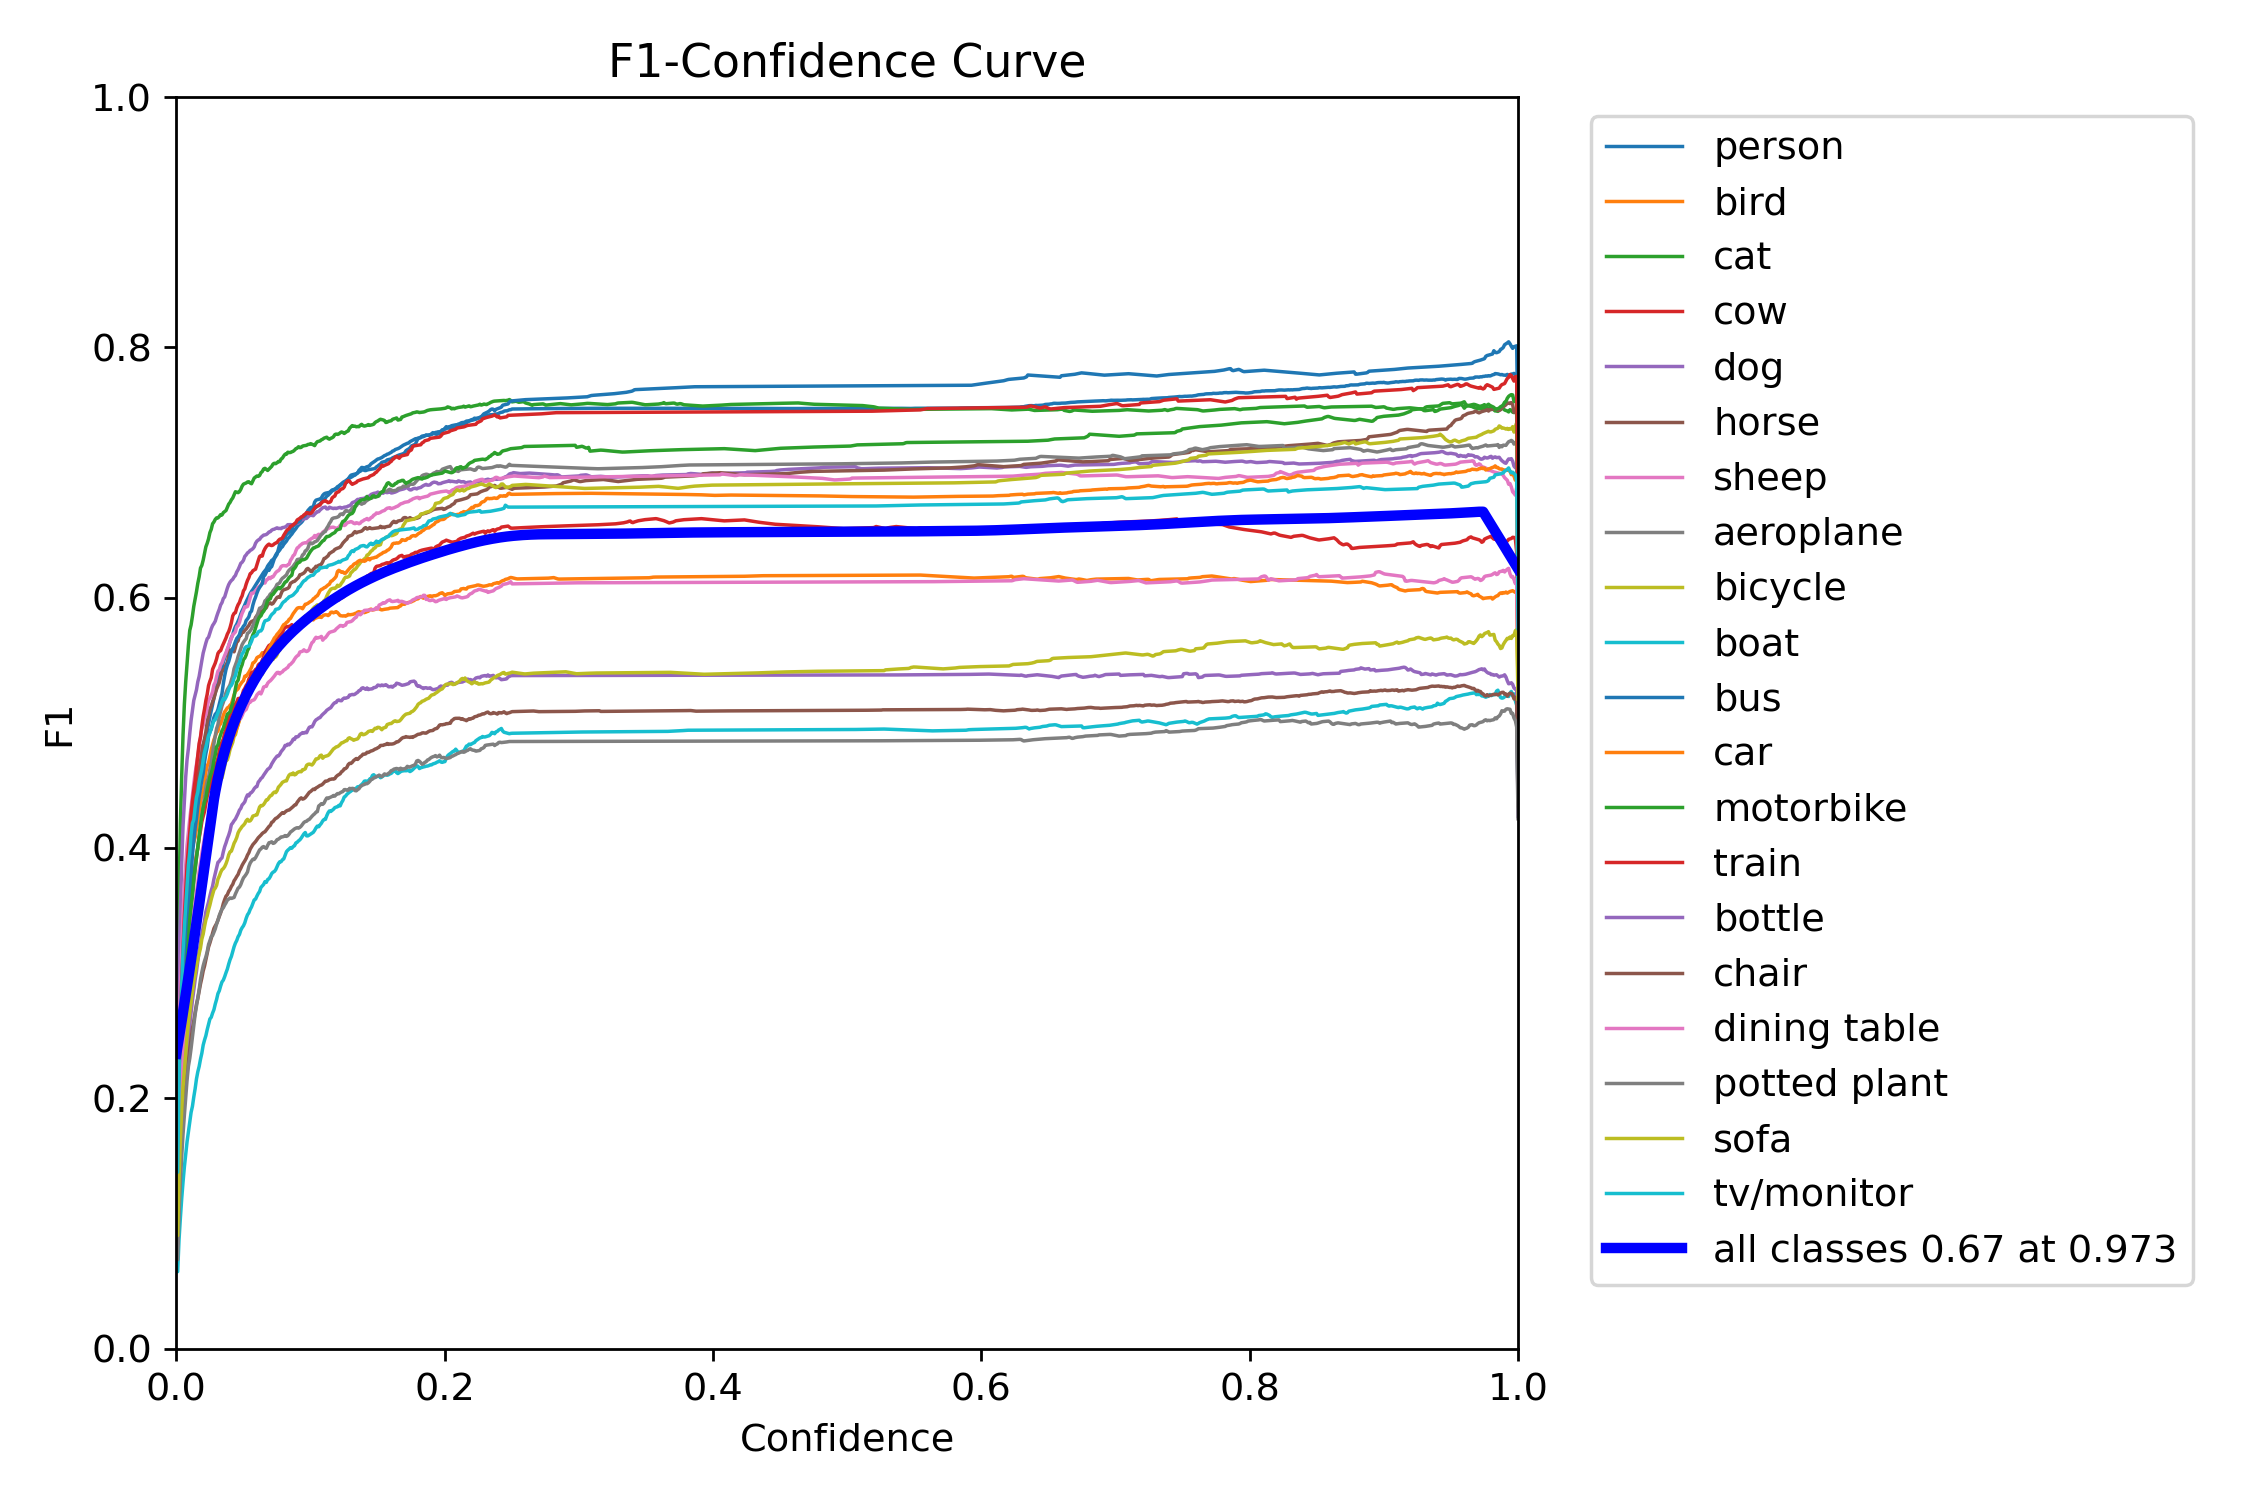 F1-Confidence Curve
1.0
0.8
0.6
0.4
0.2
0.0
F1
0.0 0.2 0.4 0.6 0.8 1.0
Confidence
person
bird
cat
cow
dog
horse
sheep
aeroplane
bicycle
boat
bus
car
motorbike
train
bottle
chair
dining table
potted plant
sofa
tv/monitor
all classes 0.67 at 0.973